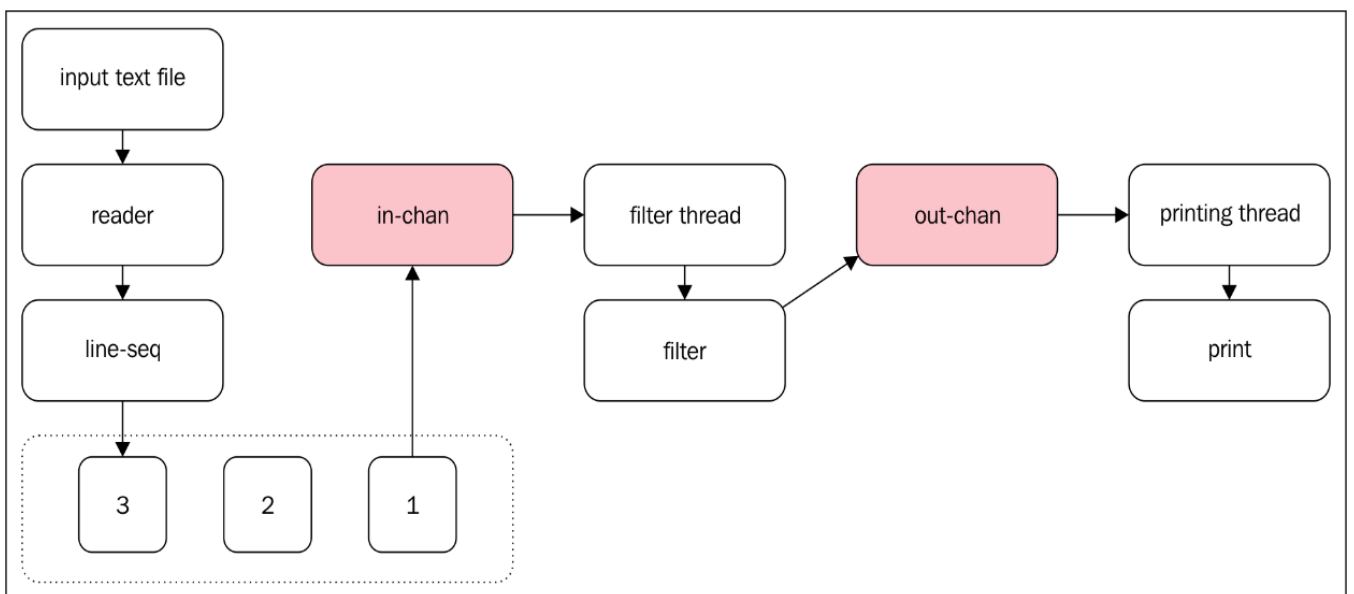 input text file
reader
in-chan
filter thread
out-chan
printing thread
line-seq
filter
print
3
2
1